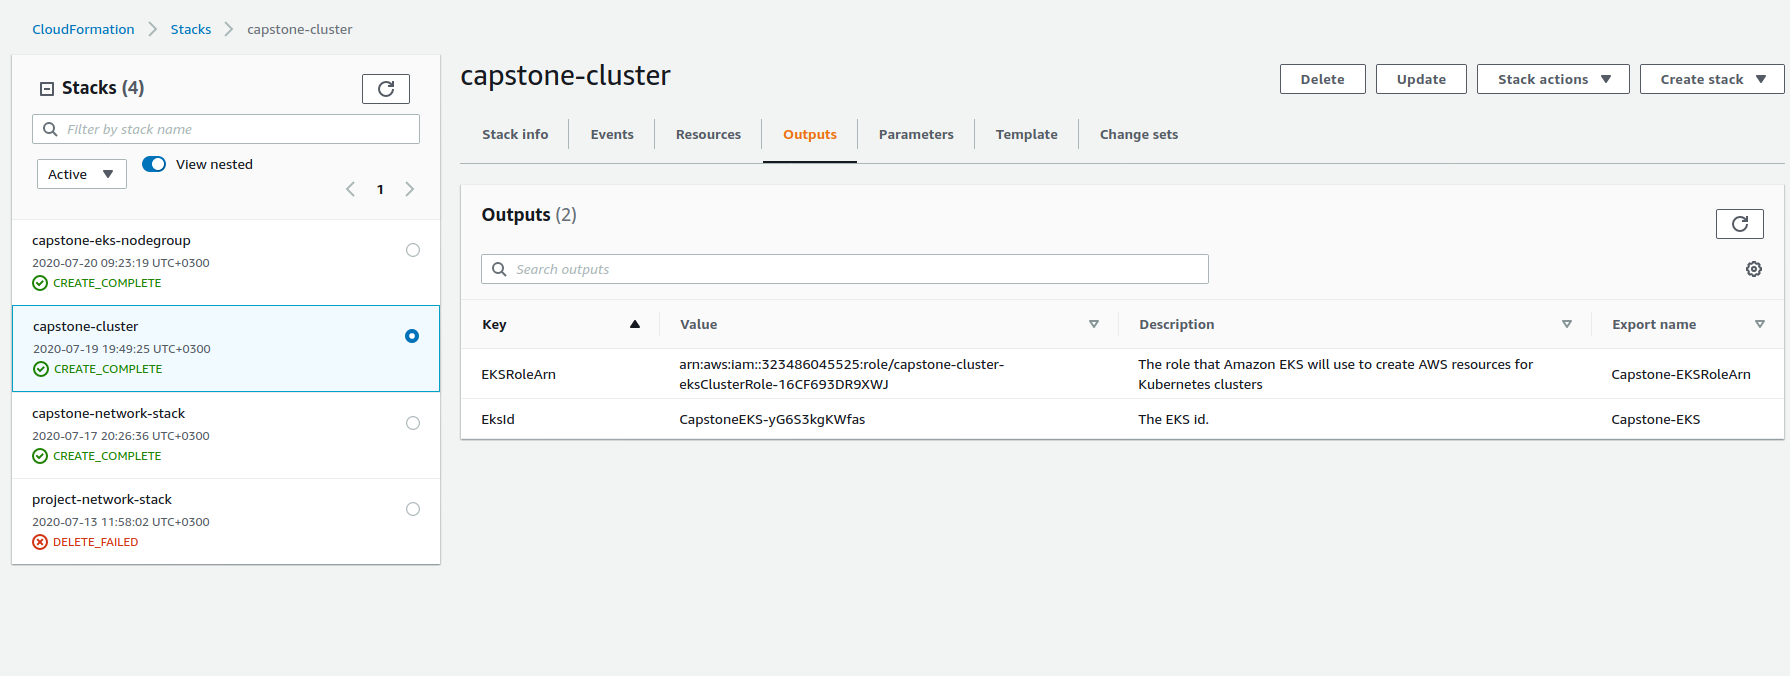 CloudFormation > Stacks > capstone-cluster
Stacks (4)
Filter by stack name
Active
View nested
1
capstone-eks-nodegroup
2020-07-20 09:23:19 UTC+0300
CREATE_COMPLETE
capstone-cluster
2020-07-19 19:49:25 UTC+0300
CREATE_COMPLETE
capstone-network-stack
2020-07-17 20:26:36 UTC+0300
CREATE_COMPLETE
project-network-stack
2020-07-13 11:58:02 UTC+0300
DELETE_FAILED
capstone-cluster
Delete Update Stack actions Create stack
Stack info Events Resources Outputs Parameters Template Change sets
Outputs (2)
Search outputs
Key Value Description Export name
EKSRoleArn
arn:aws:iam::323486045525:role/capstone-cluster-
eksClusterRole-16CF693DR9XWJ
The role that Amazon EKS will use to create AWS resources for
Kubernetes clusters
Capstone-EKSRoleArn
EksId CapstoneEKS-yG6S3kgKWfas The EKS id. Capstone-EKS